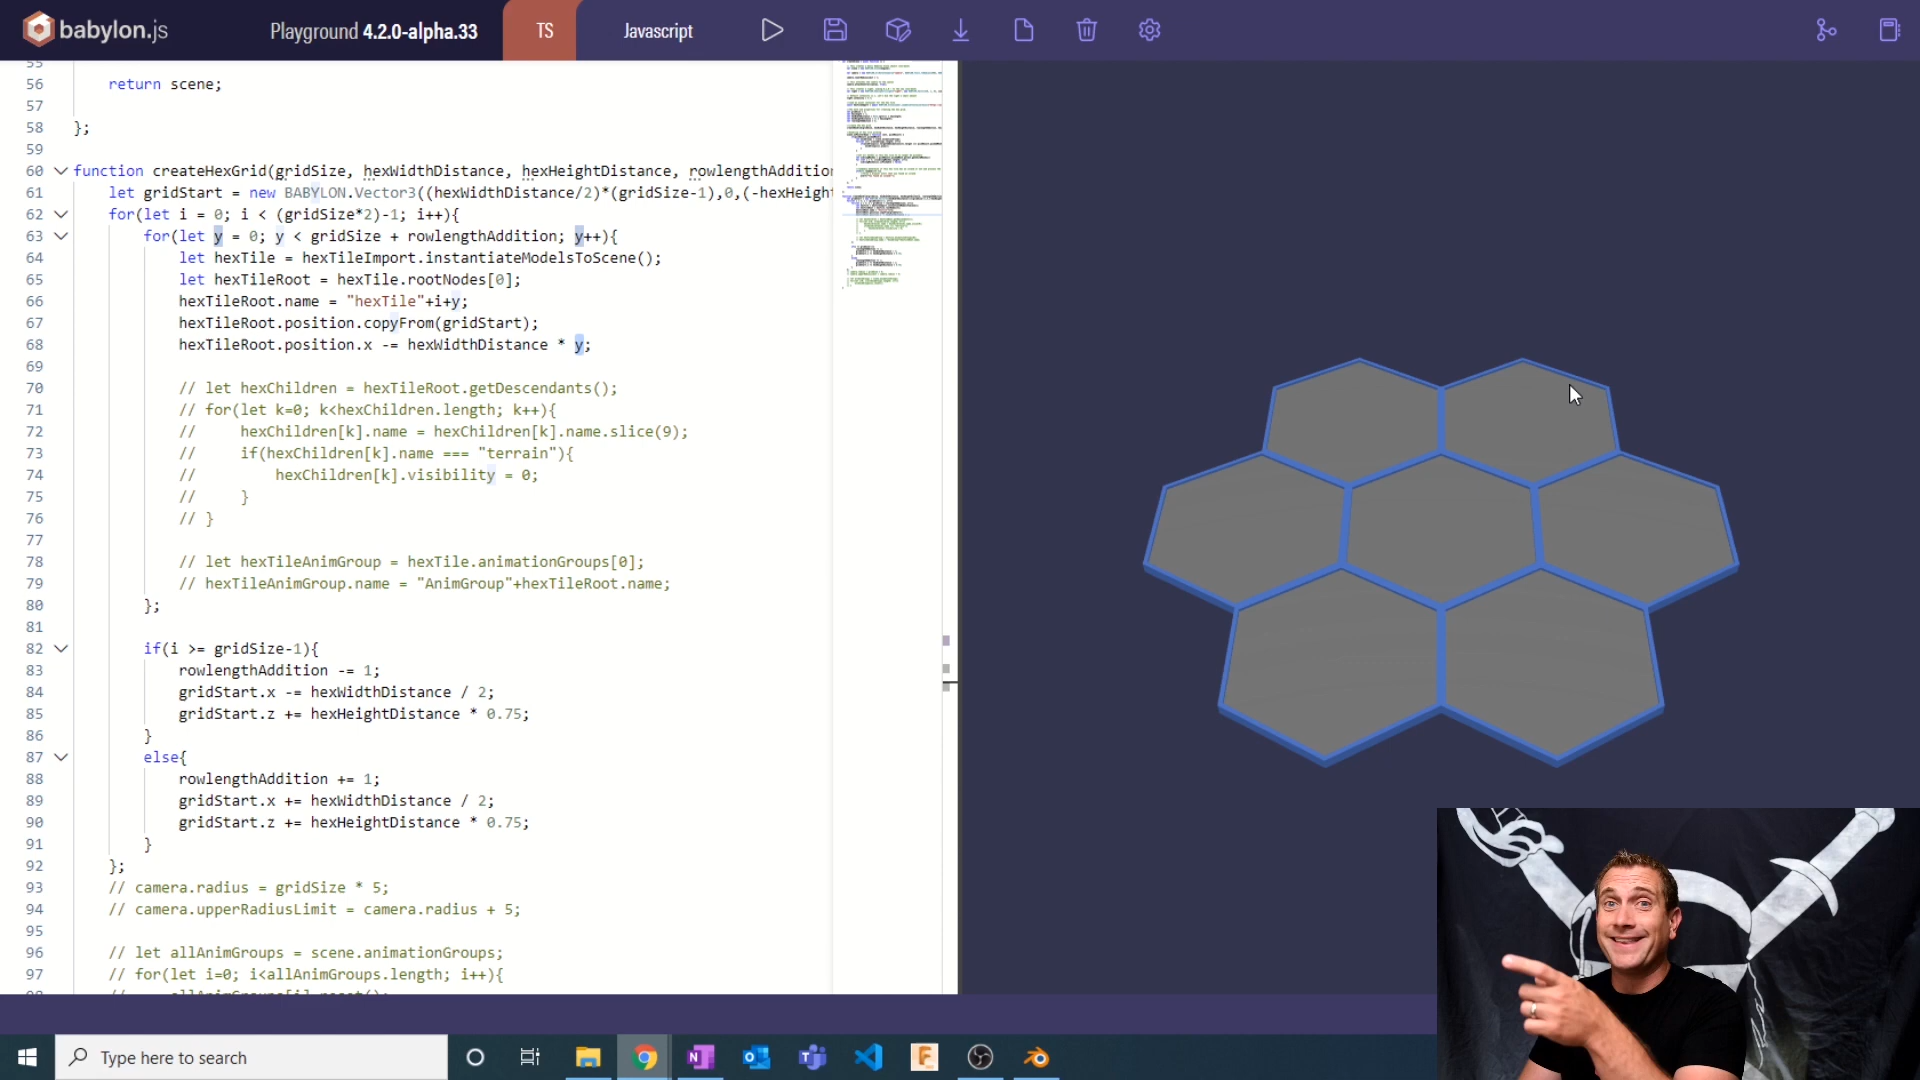 babylon.js
Playground 4.2.0-alpha.33
TS
Javascript
55
56 return scene;
57
58 };
59
60 function createHexGrid(gridSize, hexWidthDistance, hexHeightDistance, rowlengthAddition
61 let gridStart = new BABYLON.Vector3((hexWidthDistance/2)*(gridSize-1),0,(-hexHeight
62 for(let i = 0; i < (gridSize*2)-1; i++){
63 for(let y = 0; y < gridSize + rowlengthAddition; y++){
64 let hexTile = hexTileImport.instantiateModelsToScene();
65 let hexTileRoot = hexTile.rootNodes[0];
66 hexTileRoot.name = "hexTile"+i+y;
67 hexTileRoot.position.copyFrom(gridStart);
68 hexTileRoot.position.x -= hexWidthDistance * y;
69
70 // let hexChildren = hexTileRoot.getDescendants();
71 // for(let k=0; k<hexChildren.length; k++){
72 // hexChildren[k].name = hexChildren[k].name.slice(9);
73 // if(hexChildren[k].name === "terrain"){
74 // hexChildren[k].visibility = 0;
75 // }
76 // }
77
78 // let hexTileAnimGroup = hexTile.animationGroups[0];
79 // hexTileAnimGroup.name = "AnimGroup"+hexTileRoot.name;
80 };
81
82 if(i >= gridSize-1){
83 rowlengthAddition -= 1;
84 gridStart.x -= hexWidthDistance / 2;
85 gridStart.z += hexHeightDistance * 0.75;
86 }
87 else{
88 rowlengthAddition += 1;
89 gridStart.x += hexWidthDistance / 2;
90 gridStart.z += hexHeightDistance * 0.75;
91 }
92 };
93 // camera.radius = gridSize * 5;
94 // camera.upperRadiusLimit = camera.radius + 5;
95
96 // let allAnimGroups = scene.animationGroups;
97 // for(let i=0; i<allAnimGroups.length; i++){
Type here to search